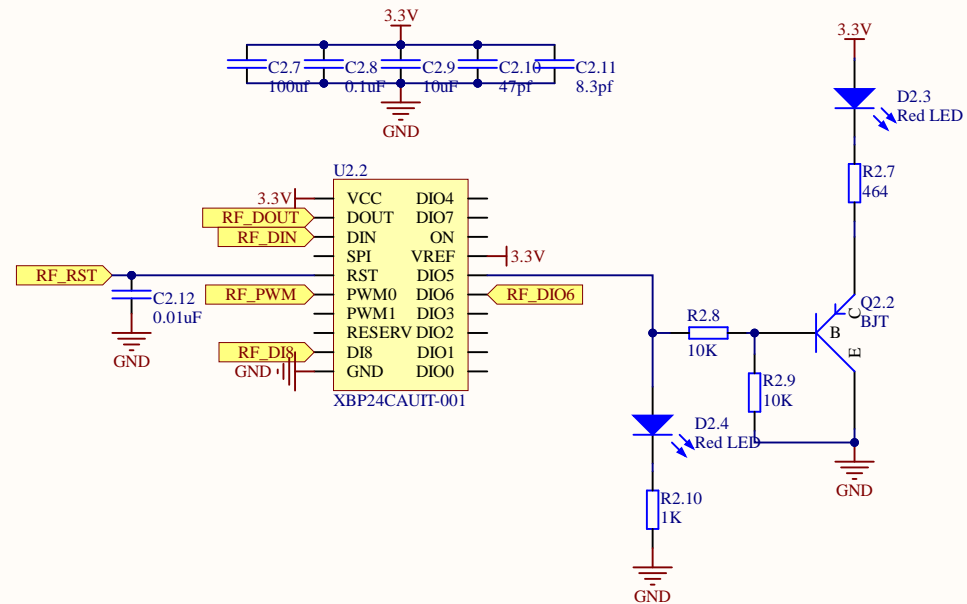 3.3V
C2.7
100uf
C2.8
0.1uF
C2.9
10uF
C2.10
47pf
C2.11
8.3pf
GND
3.3V
D2.3
Red LED
R2.7
464
U2.2
3.3V
VCC
DIO4
RF_DOUT
DOUT
DIO7
RF_DIN
DIN
ON
SPI
VREF
3.3V
RF_RST
RST
DIO5
C2.12
0.01uF
GND
RF_PWM
PWM0
DIO6
RF_DIO6
PWM1
DIO3
RESERV
DIO2
RF_DI8
DI8
DIO1
GND
GND
DIO0
XBP24CAUIT-001
R2.8
10K
Q2.2
BJT
C
B
E
R2.9
10K
D2.4
Red LED
GND
R2.10
1K
GND